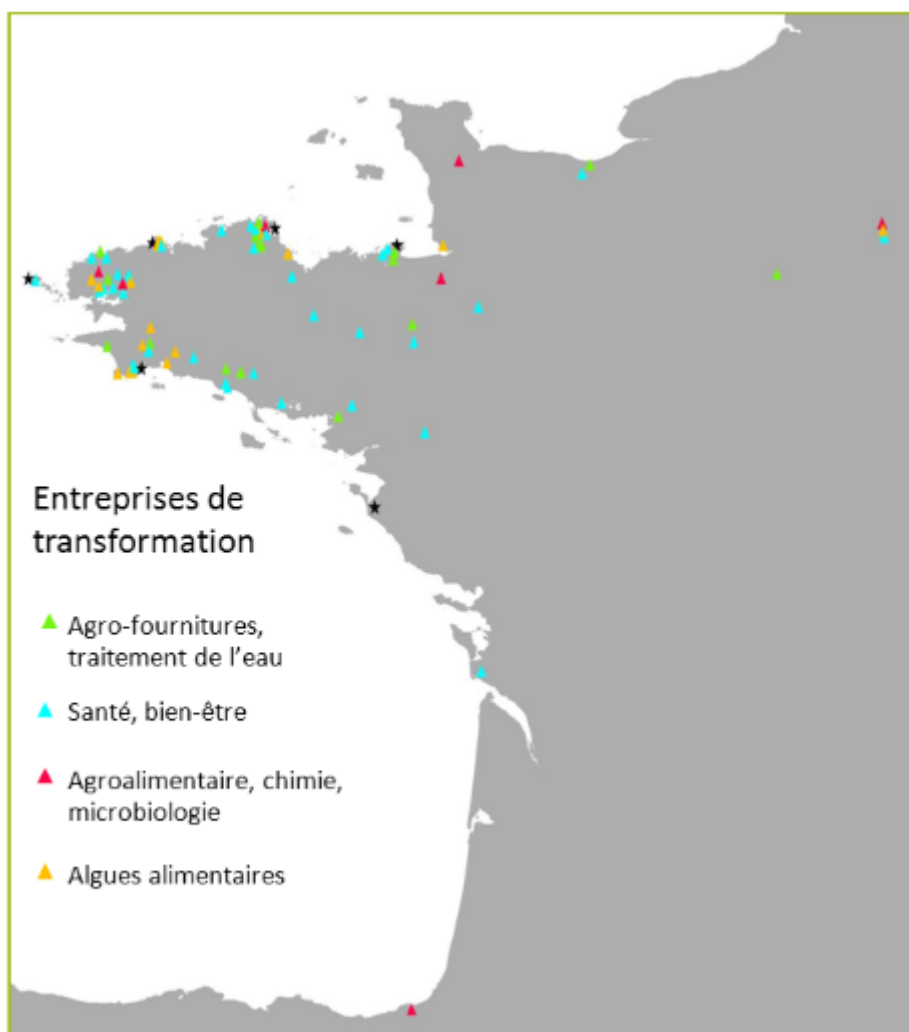 Entreprises de
transformation
Agro-fournitures,
traitement de l'eau
Santé, bien-être
Agroalimentaire, chimie,
microbiologie
Algues alimentaires